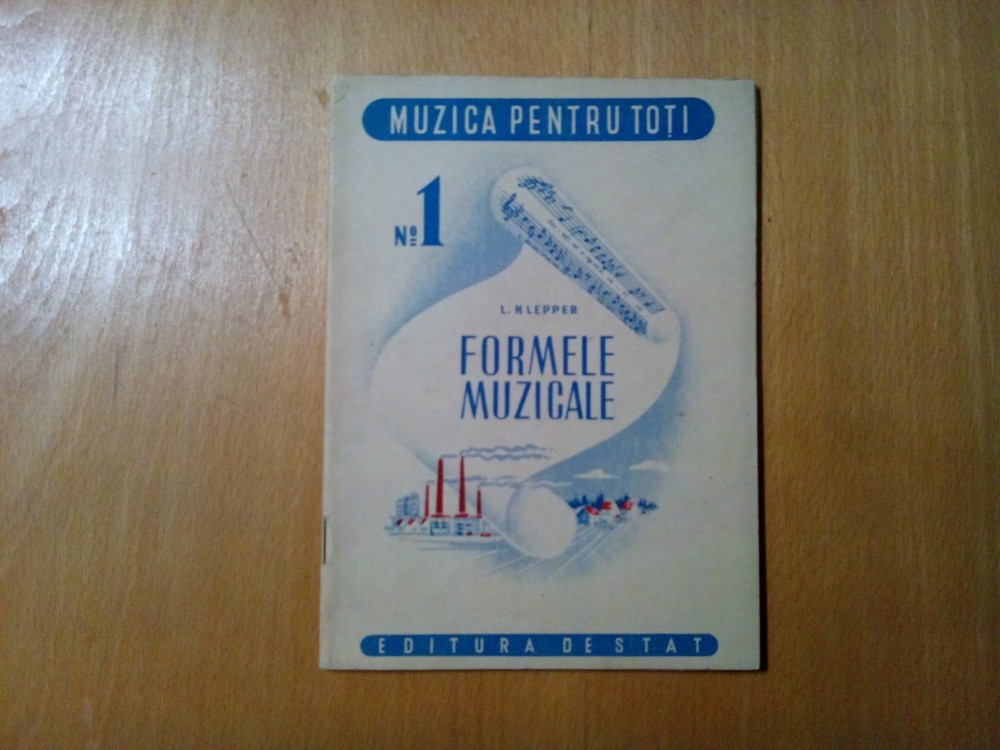 MUZICA PENTRU TOȚI
Nº 1
L. KLEPPER
FORMELE
MUZICALE
EDITURA DE STAT